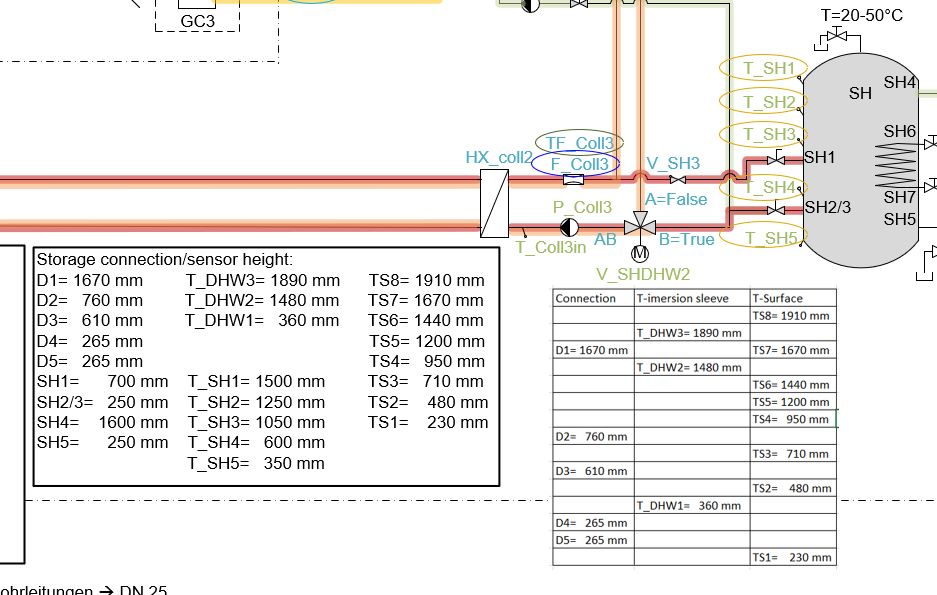 GC3
T=20-50°C
T_SH1
SH4
SH
T_SH2
SH6
T_SH3
TF_Coll3
HX_coll2
F_Coll3
V_SH3
SH1
T_SH4
SH7
A=False
P_Coll3
SH2/3
SH5
T_Coll3in
AB
B=True
T_SH5
M
V_SHDHW2
Storage connection/sensor height:
D1= 1670 mm T_DHW3= 1890 mm TS8= 1910 mm
D2= 760 mm T_DHW2= 1480 mm TS7= 1670 mm
D3= 610 mm T_DHW1= 360 mm TS6= 1440 mm
D4= 265 mm TS5= 1200 mm
D5= 265 mm TS4= 950 mm
SH1= 700 mm T_SH1= 1500 mm TS3= 710 mm
SH2/3= 250 mm T_SH2= 1250 mm TS2= 480 mm
SH4= 1600 mm T_SH3= 1050 mm TS1= 230 mm
SH5= 250 mm T_SH4= 600 mm
T_SH5= 350 mm
Connection T-imersion sleeve T-Surface
TS8= 1910 mm
T_DHW3= 1890 mm
D1= 1670 mm TS7= 1670 mm
T_DHW2= 1480 mm
TS6= 1440 mm
TS5= 1200 mm
TS4= 950 mm
D2= 760 mm
TS3= 710 mm
D3= 610 mm
TS2= 480 mm
T_DHW1= 360 mm
D4= 265 mm
D5= 265 mm
TS1= 230 mm
ohrleitungen → DN 25